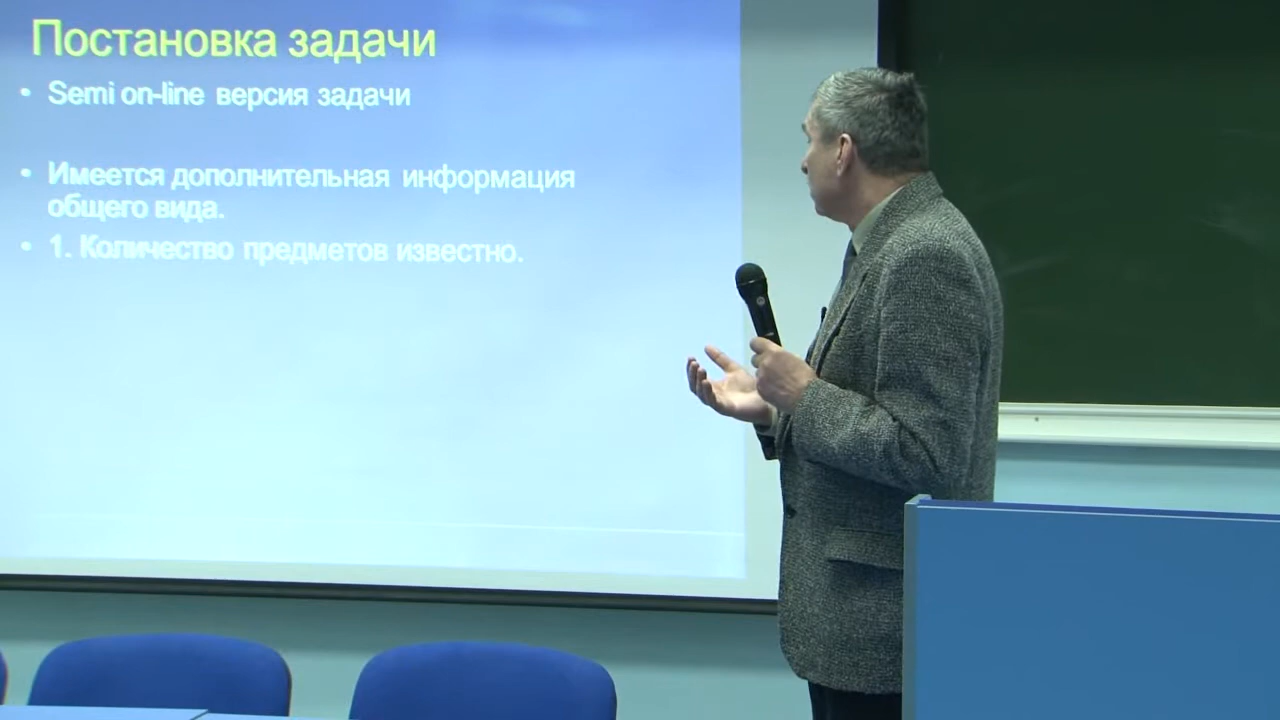 Постановка задачи
• Semi on-line версия задачи
• Имеется дополнительная информация
общего вида.
• 1. Количество предметов известно.